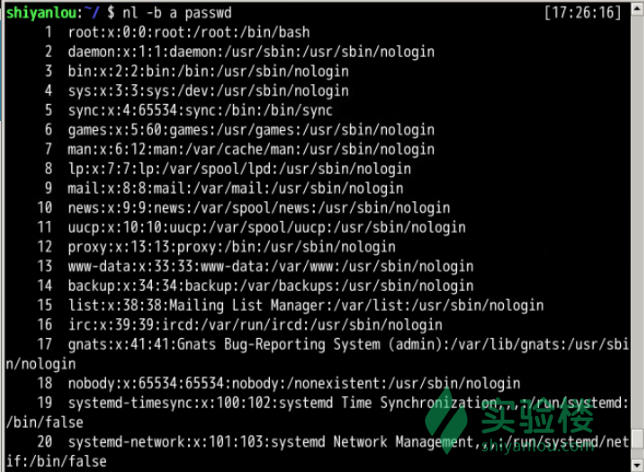 shiyanlou:~/ $ nl -b a passwd [17:26:16]
1 root:x:0:0:root:/root:/bin/bash
2 daemon:x:1:1:daemon:/usr/sbin:/usr/sbin/nologin
3 bin:x:2:2:bin:/bin:/usr/sbin/nologin
4 sys:x:3:3:sys:/dev:/usr/sbin/nologin
5 sync:x:4:65534:sync:/bin:/bin/sync
6 games:x:5:60:games:/usr/games:/usr/sbin/nologin
7 man:x:6:12:man:/var/cache/man:/usr/sbin/nologin
8 lp:x:7:7:lp:/var/spool/lpd:/usr/sbin/nologin
9 mail:x:8:8:mail:/var/mail:/usr/sbin/nologin
10 news:x:9:9:news:/var/spool/news:/usr/sbin/nologin
11 uucp:x:10:10:uucp:/var/spool/uucp:/usr/sbin/nologin
12 proxy:x:13:13:proxy:/bin:/usr/sbin/nologin
13 www-data:x:33:33:www-data:/var/www:/usr/sbin/nologin
14 backup:x:34:34:backup:/var/backups:/usr/sbin/nologin
15 list:x:38:38:Mailing List Manager:/var/list:/usr/sbin/nologin
16 irc:x:39:39:ircd:/var/run/ircd:/usr/sbin/nologin
17 gnats:x:41:41:Gnats Bug-Reporting System (admin):/var/lib/gnats:/usr/sbi
n/nologin
18 nobody:x:65534:65534:nobody:/nonexistent:/usr/sbin/nologin
19 systemd-timesync:x:100:102:systemd Time Synchronization,,,:/run/systemd:
/bin/false
20 systemd-network:x:101:103:systemd Network Management,,,:/run/systemd/net
if:/bin/false
实验楼
shiyanlou.com